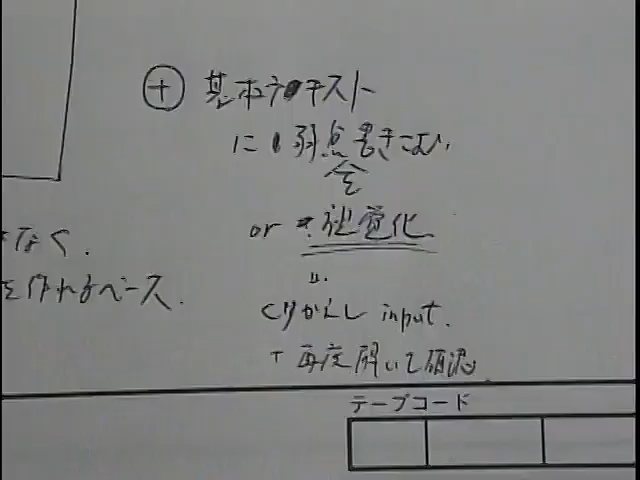 ⊕ 基本テキスト
に弱点書きこむ
を
or 視覚化
くりかえし input.
再度解いて確認
なく.
を作れるベース.
テープコード